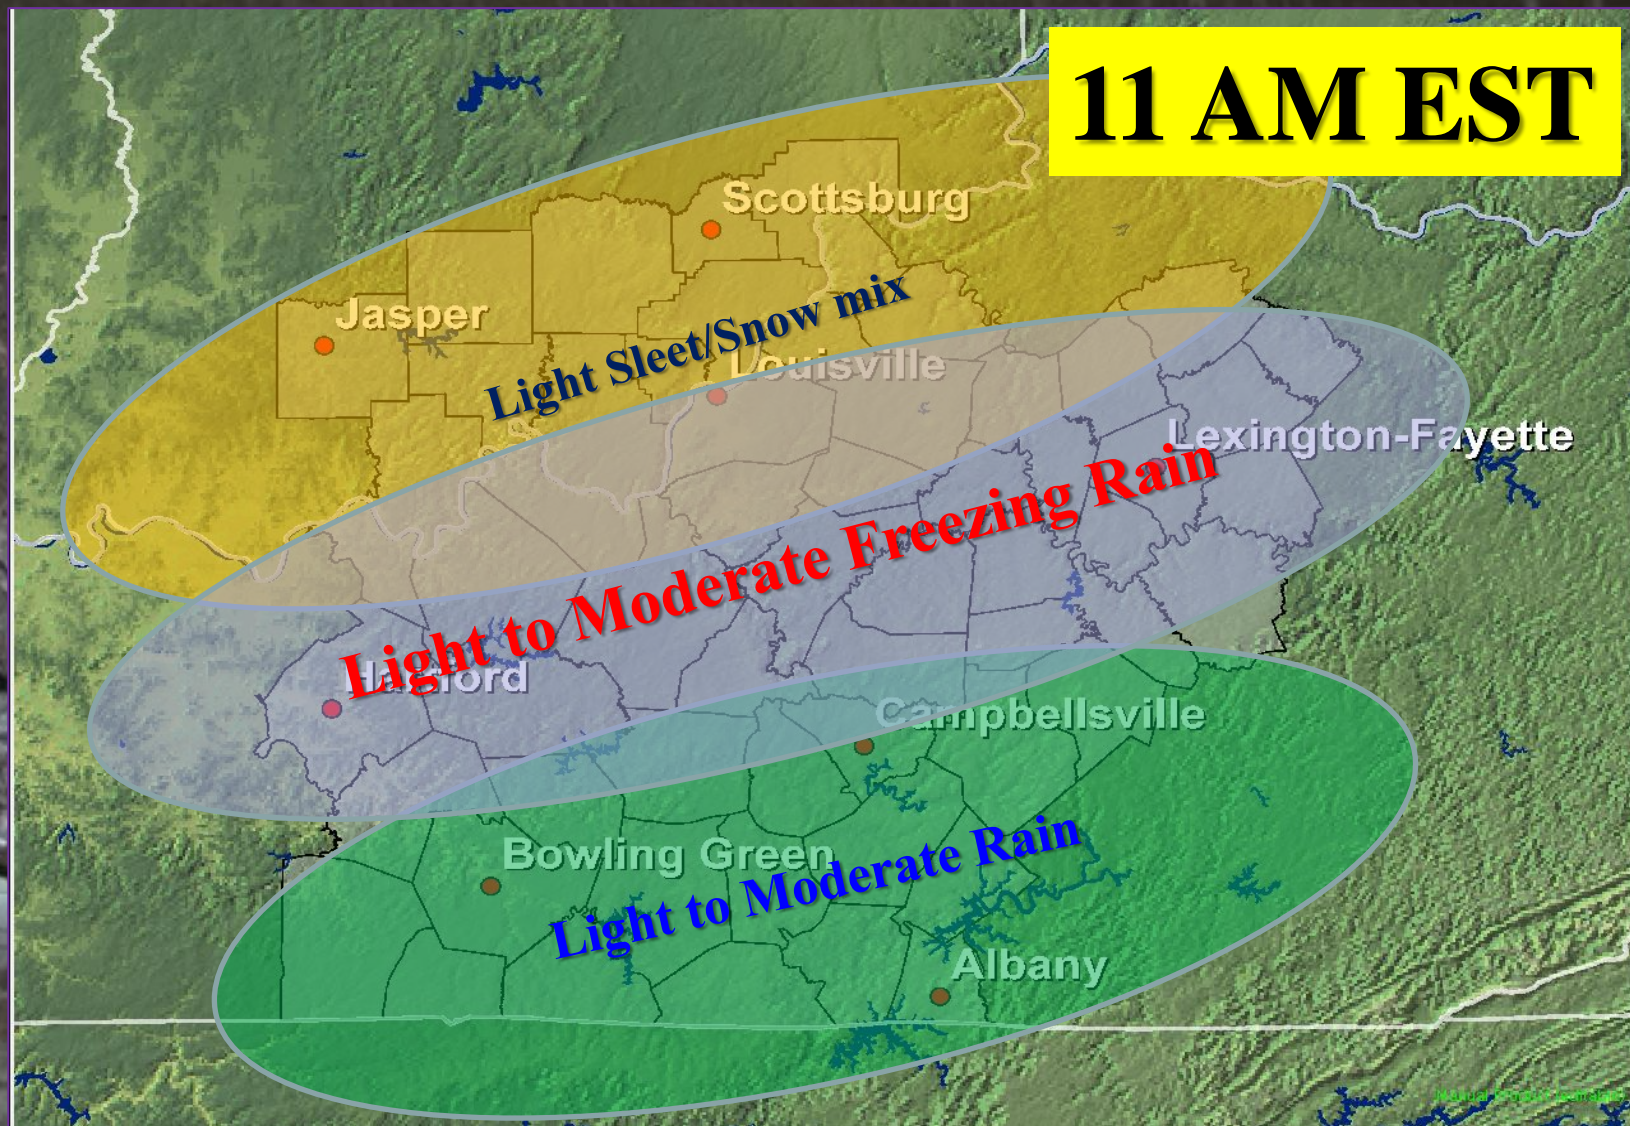 11 AM EST
Scottsburg
Jasper
Light Sleet/Snow mix
Louisville
Lexington-Fayette
Light to Moderate Freezing Rain
Hartford
Campbellsville
Bowling Green
Light to Moderate Rain
Albany